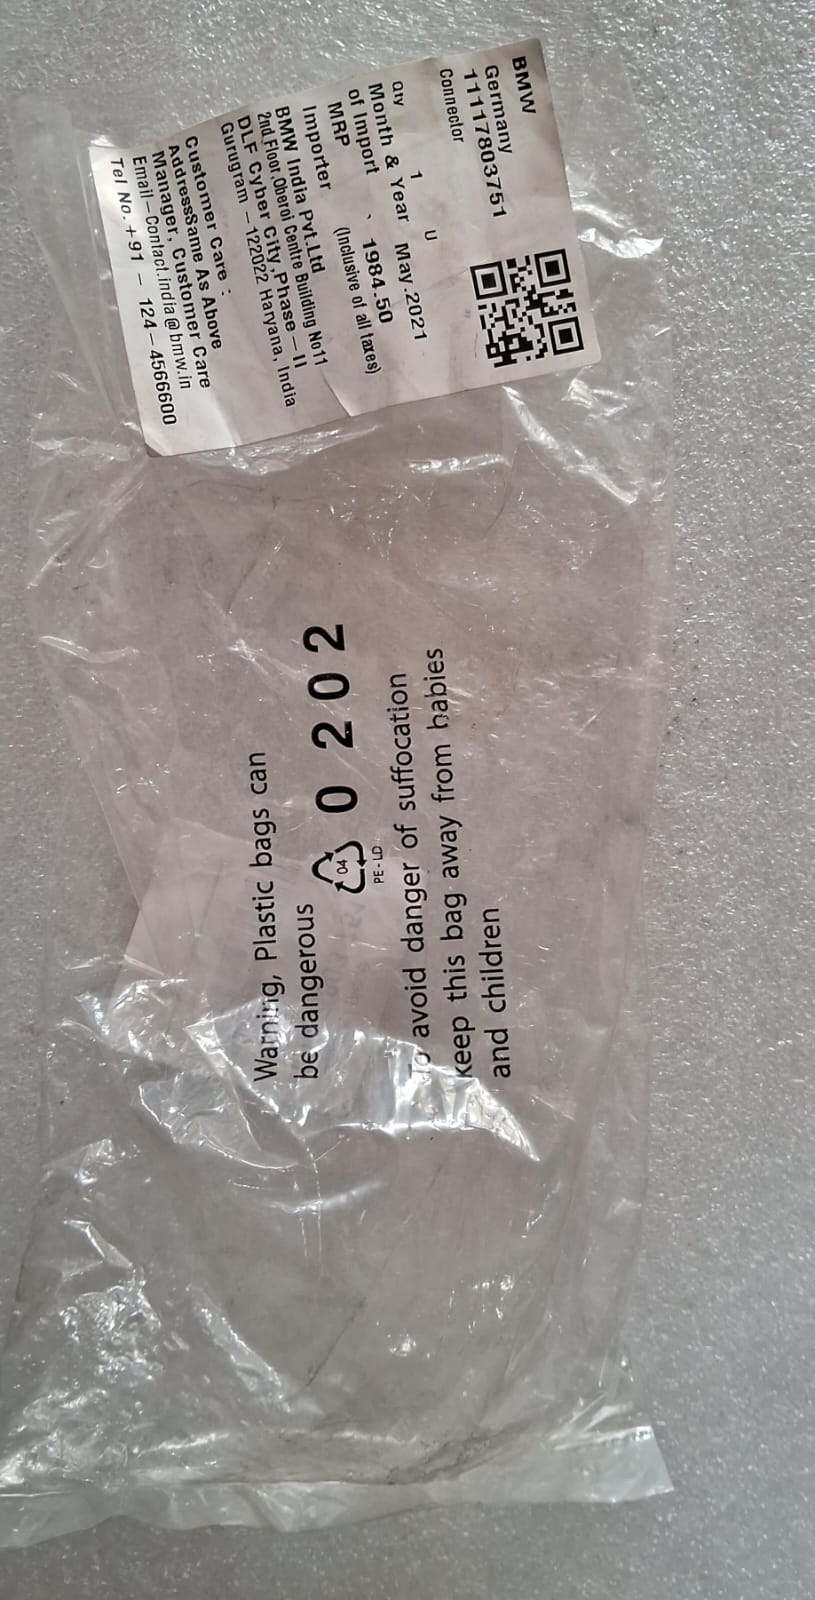 BMW
Germany
11117803751
Connector
Qty 1 U
Month & Year May.2021
of Import
MRP 1984.50
(Inclusive of all taxes)
Importer
BMW India Pvt.Ltd
2nd Floor,Oberoi Centre Building No11
DLF Cyber City,Phase-II
Gurugram - 122022 Haryana, India
Customer Care :
AddressSame As Above
Manager, Customer Care
Email-Contact.India@bmw.in
Tel No. +91 - 124-4566600
Warning, Plastic bags can
be dangerous
04
PE-LD
0 2 0 2
To avoid danger of suffocation
keep this bag away from babies
and children